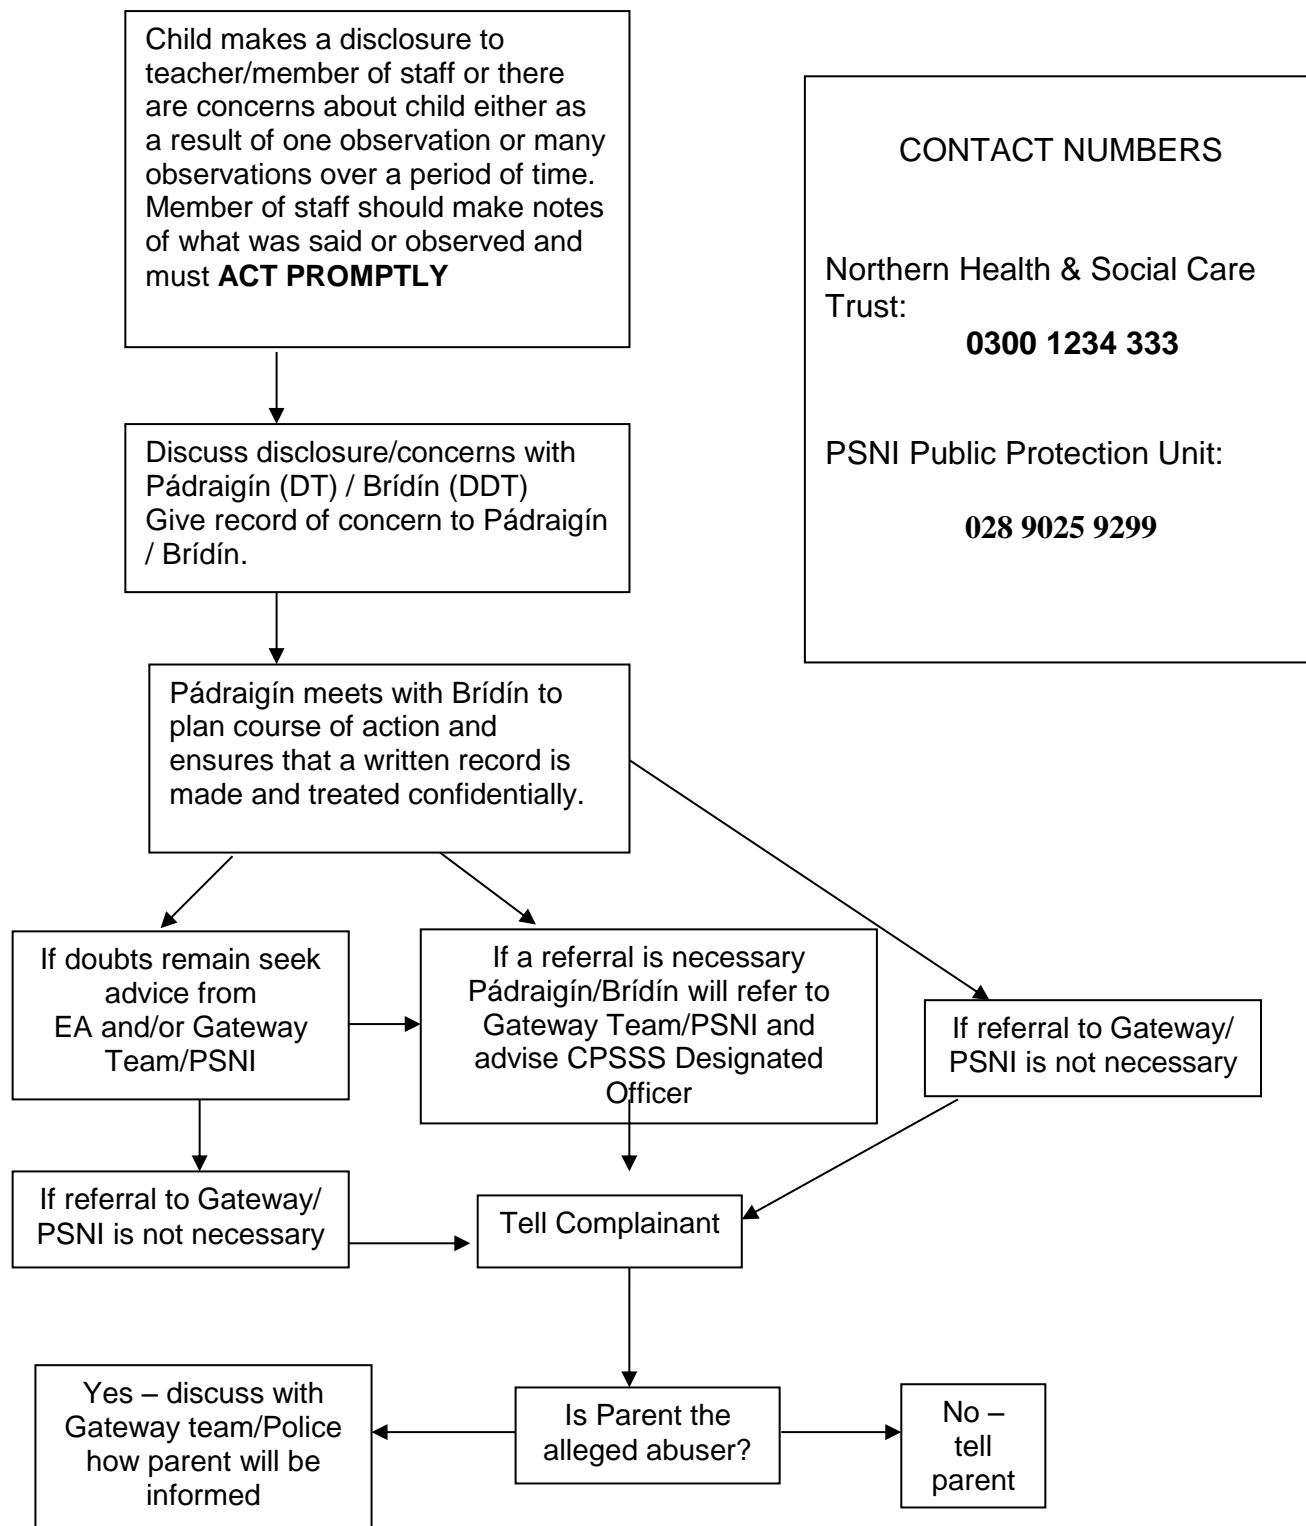 Child makes a disclosure to
teacher/member of staff or there
are concerns about child either as
a result of one observation or many
observations over a period of time.
Member of staff should make notes
of what was said or observed and
must ACT PROMPTLY
CONTACT NUMBERS
Northern Health & Social Care
Trust:
0300 1234 333
PSNI Public Protection Unit:
028 9025 9299
Discuss disclosure/concerns with
Pádraigín (DT) / Brídín (DDT)
Give record of concern to Pádraigín
/ Brídín.
Pádraigín meets with Brídín to
plan course of action and
ensures that a written record is
made and treated confidentially.
If doubts remain seek
advice from
EA and/or Gateway
Team/PSNI
If a referral is necessary
Pádraigín/Brídín will refer to
Gateway Team/PSNI and
advise CPSSS Designated
Officer
If referral to Gateway/
PSNI is not necessary
If referral to Gateway/
PSNI is not necessary
Tell Complainant
Yes – discuss with
Gateway team/Police
how parent will be
informed
Is Parent the
alleged abuser?
No –
tell
parent